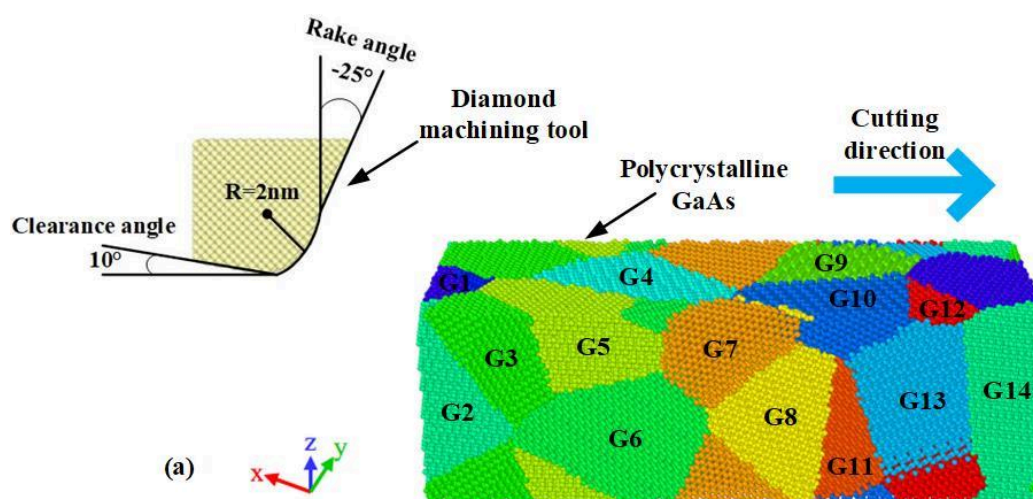 Rake angle
-25°
Diamond
machining tool
Cutting
direction
R=2nm
Polycrystalline
GaAs
Clearance angle
10°
G1
G4
G9
G10
G12
G3
G5
G7
G2
G6
G8
G13
G14
G11
(a)
x
z
y